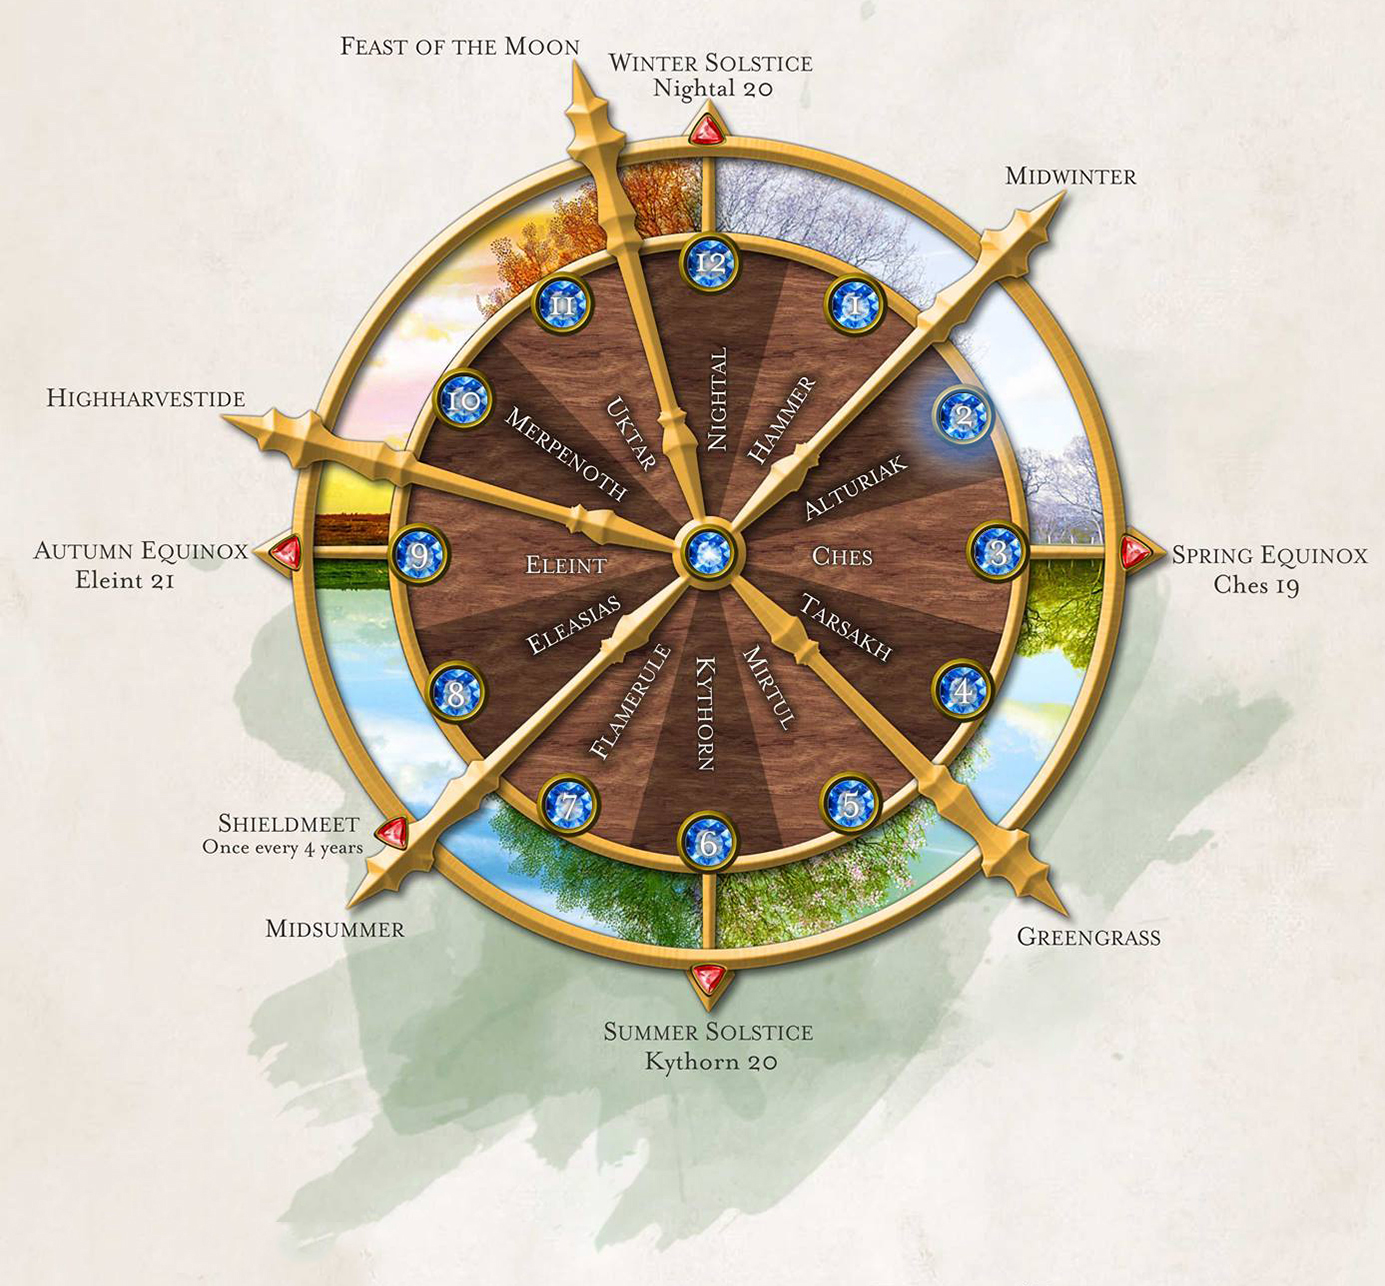 Feast of the Moon
Winter Solstice
Nightal 20
Midwinter
Highharvestide
Autumn Equinox
Eleint 21
Spring Equinox
Ches 19
Shieldmeet
Once every 4 years
Midsummer
Greengrass
Summer Solstice
Kythorn 20
12
1
2
3
4
5
6
7
8
9
10
11
Nightal
Hammer
Alturiak
Ches
Tarsakh
Mirtul
Kythorn
Flamerule
Eleasias
Eleint
Merpenoth
Uktar